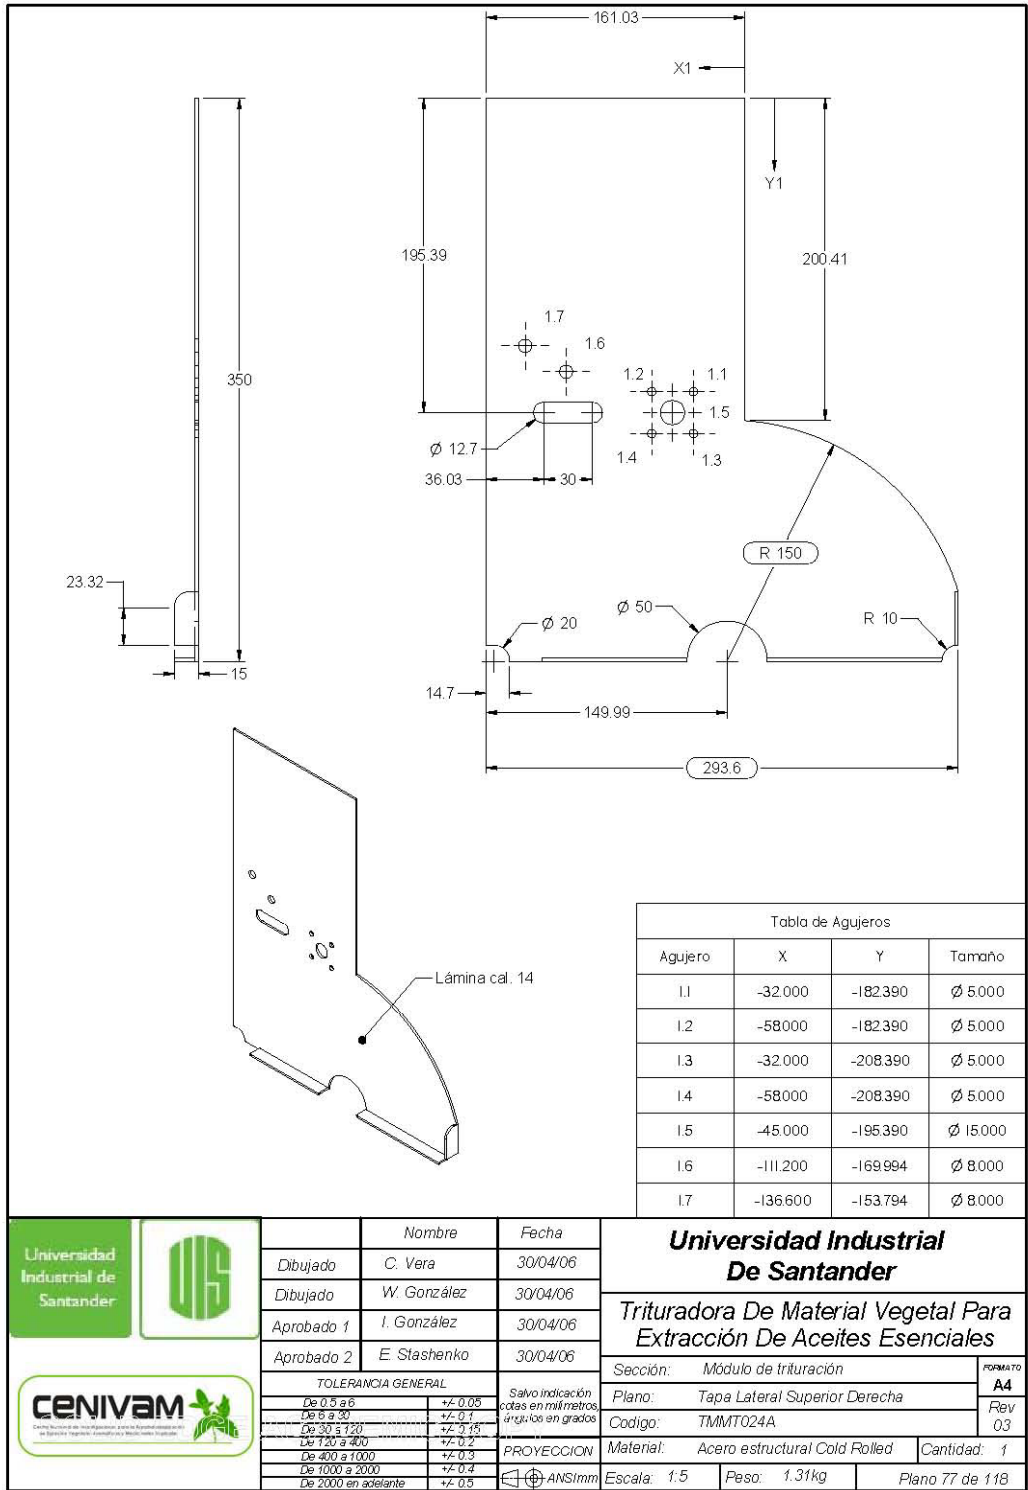 161.03
X1
Y1
195.39
200.41
350
1.7
1.6
1.2
1.1
1.5
1.4
1.3
Ø 12.7
36.03
30
R 150
23.32
Ø 50
Ø 20
R 10
15
14.7
149.99
293.6
Lámina cal. 14
Tabla de Agujeros
Agujero X Y Tamaño
1.1 -32.000 -182.390 Ø 5.000
1.2 -58.000 -182.390 Ø 5.000
1.3 -32.000 -208.390 Ø 5.000
1.4 -58.000 -208.390 Ø 5.000
1.5 -45.000 -195.390 Ø 15.000
1.6 -111.200 -169.994 Ø 8.000
1.7 -136.600 -153.794 Ø 8.000
Universidad
Industrial de
Santander
UIS
CENIVAM
Nombre Fecha
Dibujado C. Vera 30/04/06
Dibujado W. González 30/04/06
Aprobado 1 I. González 30/04/06
Aprobado 2 E. Stashenko 30/04/06
TOLERANCIA GENERAL
De 0.5 a 6 +/- 0.05
De 6 a 30 +/- 0.1
De 30 a 120 +/- 0.15
De 120 a 400 +/- 0.2
De 400 a 1000 +/- 0.3
De 1000 a 2000 +/- 0.4
De 2000 en adelante +/- 0.5
Salvo indicación
cotas en milímetros,
ángulos en grados
PROYECCION
ANSI mm
Universidad Industrial
De Santander
Trituradora De Material Vegetal Para
Extracción De Aceites Esenciales
Sección: Módulo de trituración
Plano: Tapa Lateral Superior Derecha
Codigo: TMMT024A
FORMATO
A4
Rev
03
Material: Acero estructural Cold Rolled Cantidad: 1
Escala: 1:5 Peso: 1.31kg Plano 77 de 118